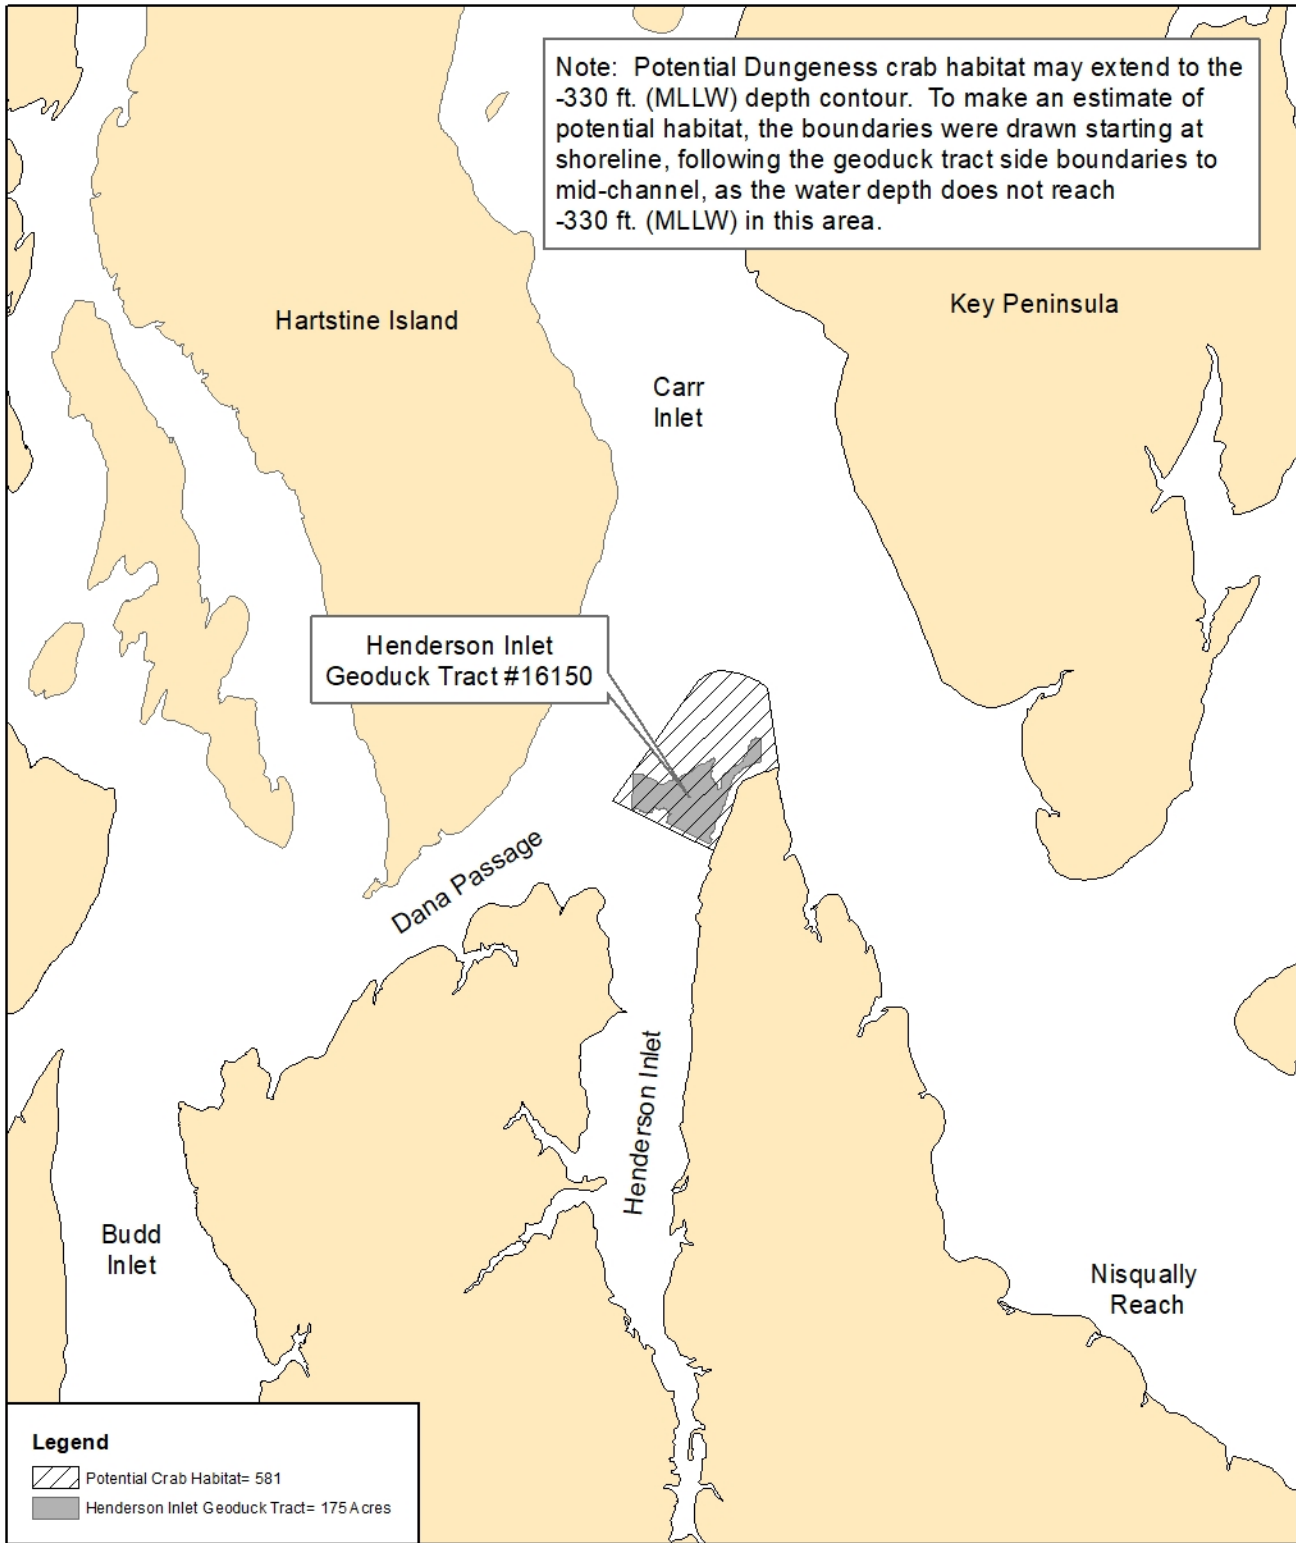 Note: Potential Dungeness crab habitat may extend to the
-330 ft. (MLLW) depth contour. To make an estimate of
potential habitat, the boundaries were drawn starting at
shoreline, following the geoduck tract side boundaries to
mid-channel, as the water depth does not reach
-330 ft. (MLLW) in this area.
Hartstine Island
Key Peninsula
Carr
Inlet
Henderson Inlet
Geoduck Tract #16150
Dana Passage
Henderson Inlet
Budd
Inlet
Nisqually
Reach
Legend
Potential Crab Habitat= 581
Henderson Inlet Geoduck Tract= 175 Acres